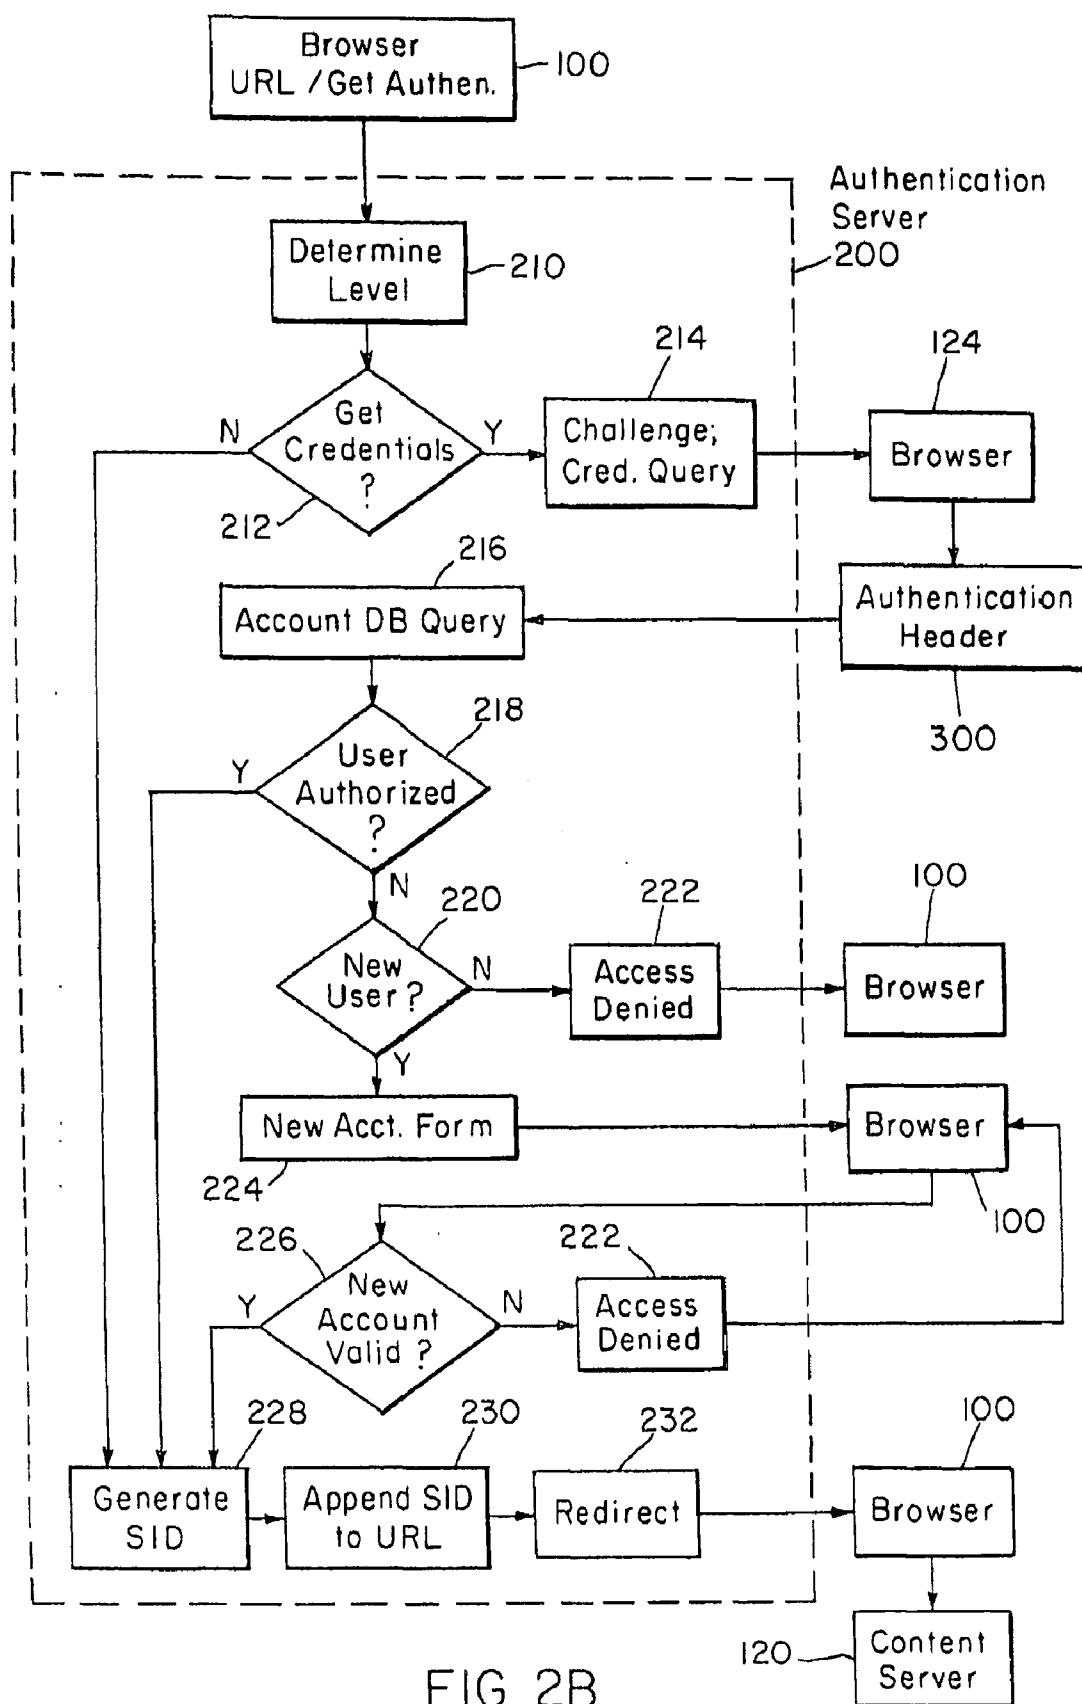 Browser
URL / Get Authen.
100
Authentication
Server
200
Determine
Level
210
214
124
N
Get
Credentials
?
Y
Challenge;
Cred. Query
Browser
212
216
Account DB Query
Authentication
Header
300
218
Y
User
Authorized
?
N
220
222
100
New
User ?
N
Access
Denied
Browser
Y
New Acct. Form
Browser
224
100
226
222
Y
New
Account
Valid ?
N
Access
Denied
228
230
232
100
Generate
SID
Append SID
to URL
Redirect
Browser
120
Content
Server
FIG 2B